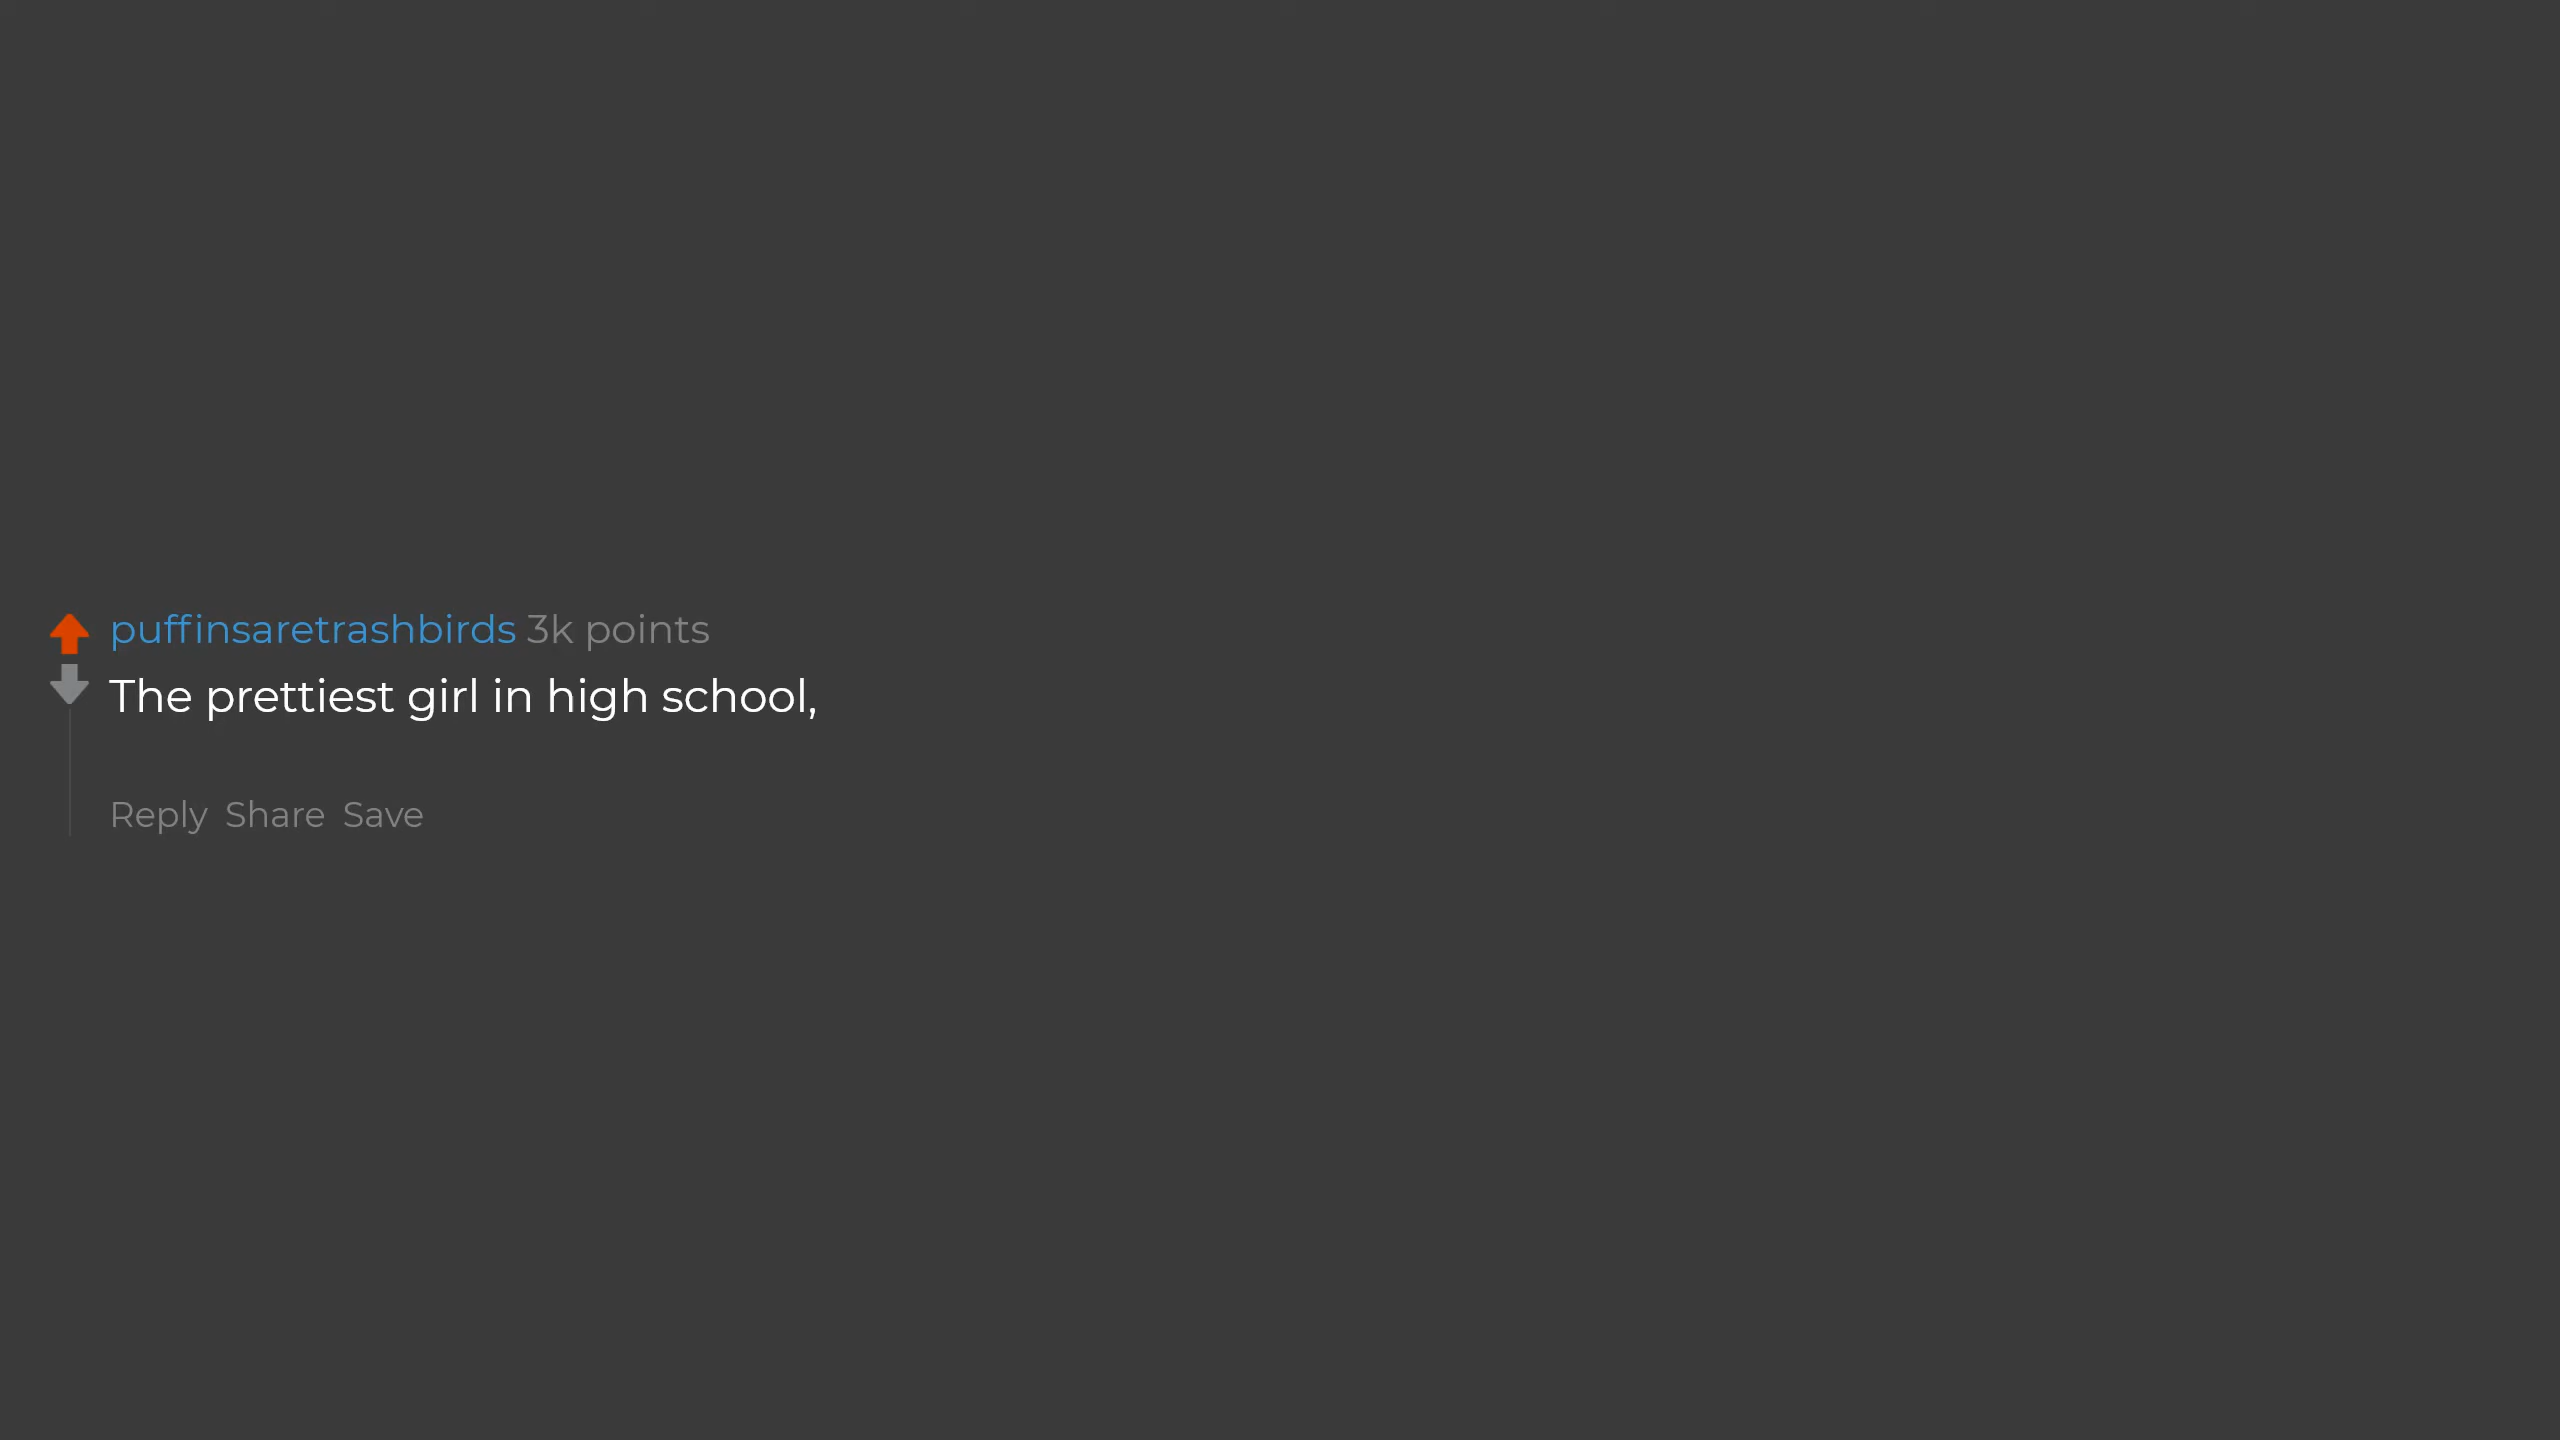 puffinsaretrashbirds 3k points
The prettiest girl in high school,
Reply Share Save